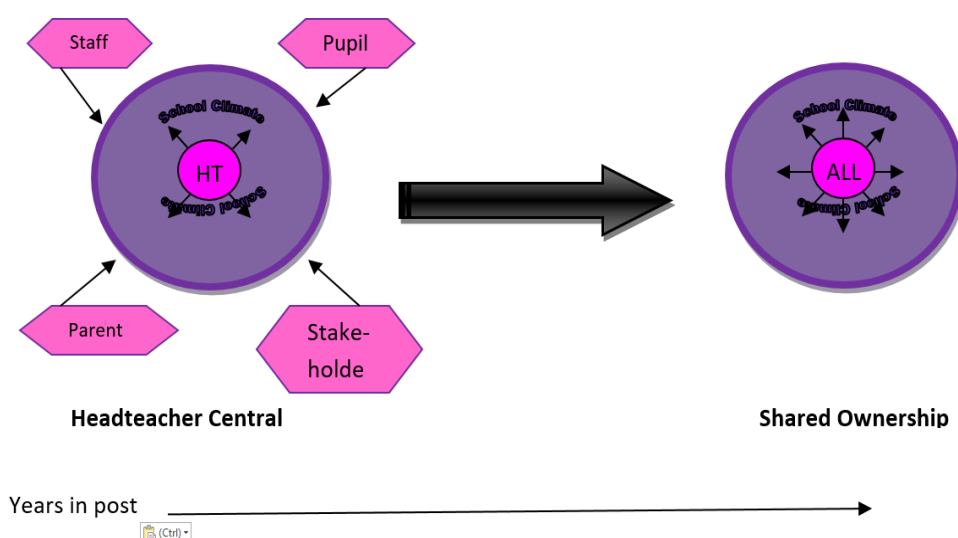 Staff
Pupil
School Climate
HT
School Climate
School Climate
ALL
School Climate
Parent
Stake-
holde
Headteacher Central
Shared Ownership
Years in post
(Ctrl)